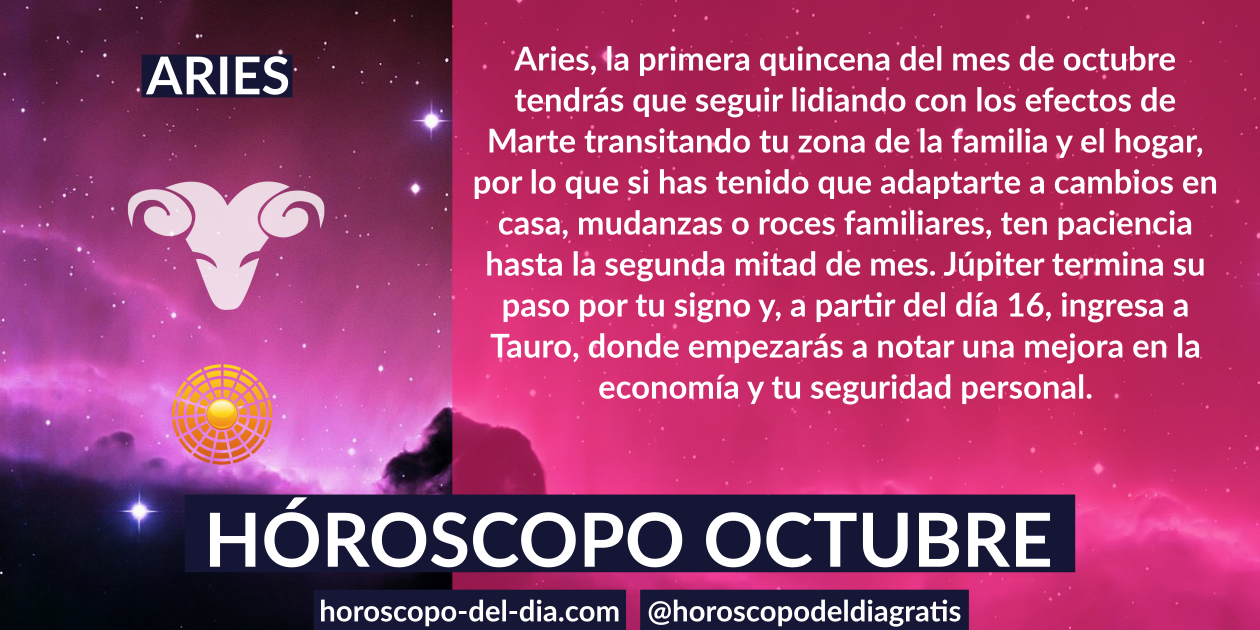 ARIES
Aries, la primera quincena del mes de octubre
tendrás que seguir lidiando con los efectos de
Marte transitando tu zona de la familia y el hogar,
por lo que si has tenido que adaptarte a cambios en
casa, mudanzas o roces familiares, ten paciencia
hasta la segunda mitad de mes. Júpiter termina su
paso por tu signo y, a partir del día 16, ingresa a
Tauro, donde empezarás a notar una mejora en la
economía y tu seguridad personal.
HÓROSCOPO OCTUBRE
horoscopo-del-dia.com
@horoscopodeldiagratis